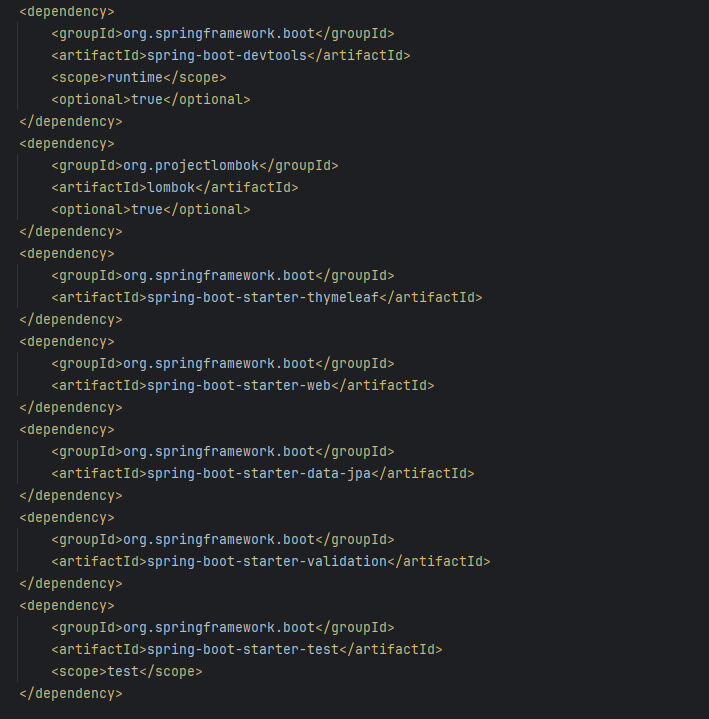 <dependency>
    <groupId>org.springframework.boot</groupId>
    <artifactId>spring-boot-devtools</artifactId>
    <scope>runtime</scope>
    <optional>true</optional>
</dependency>
<dependency>
    <groupId>org.projectlombok</groupId>
    <artifactId>lombok</artifactId>
    <optional>true</optional>
</dependency>
<dependency>
    <groupId>org.springframework.boot</groupId>
    <artifactId>spring-boot-starter-thymeleaf</artifactId>
</dependency>
<dependency>
    <groupId>org.springframework.boot</groupId>
    <artifactId>spring-boot-starter-web</artifactId>
</dependency>
<dependency>
    <groupId>org.springframework.boot</groupId>
    <artifactId>spring-boot-starter-data-jpa</artifactId>
</dependency>
<dependency>
    <groupId>org.springframework.boot</groupId>
    <artifactId>spring-boot-starter-validation</artifactId>
</dependency>
<dependency>
    <groupId>org.springframework.boot</groupId>
    <artifactId>spring-boot-starter-test</artifactId>
    <scope>test</scope>
</dependency>